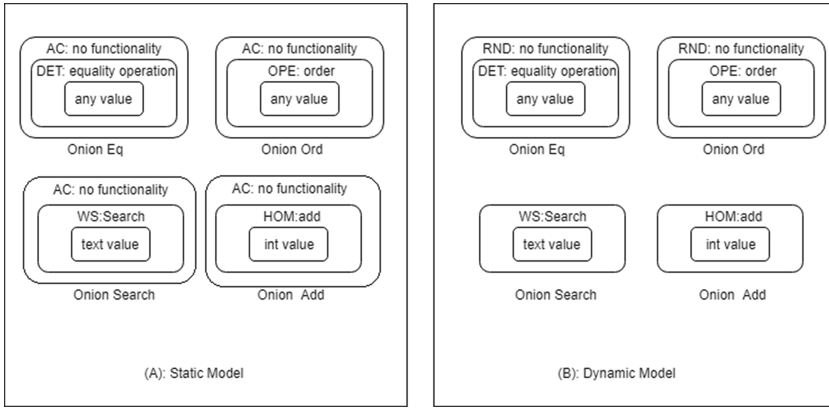 AC: no functionality
DET: equality operation
any value
Onion Eq
AC: no functionality
OPE: order
any value
Onion Ord
AC: no functionality
WS:Search
text value
Onion Search
AC: no functionality
HOM:add
int value
Onion Add
(A): Static Model
RND: no functionality
DET: equality operation
any value
Onion Eq
RND: no functionality
OPE: order
any value
Onion Ord
WS:Search
text value
Onion Search
HOM:add
int value
Onion Add
(B): Dynamic Model